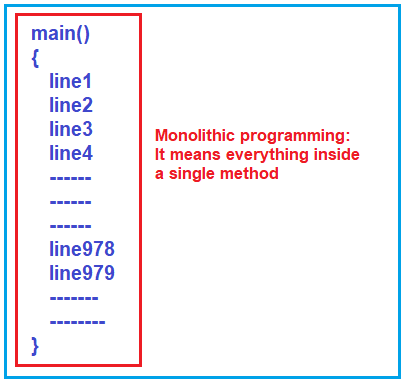 main()
{
line1
line2
line3
line4
------
------
------
line978
line979
-------
--------
}
Monolithic programming:
It means everything inside
a single method